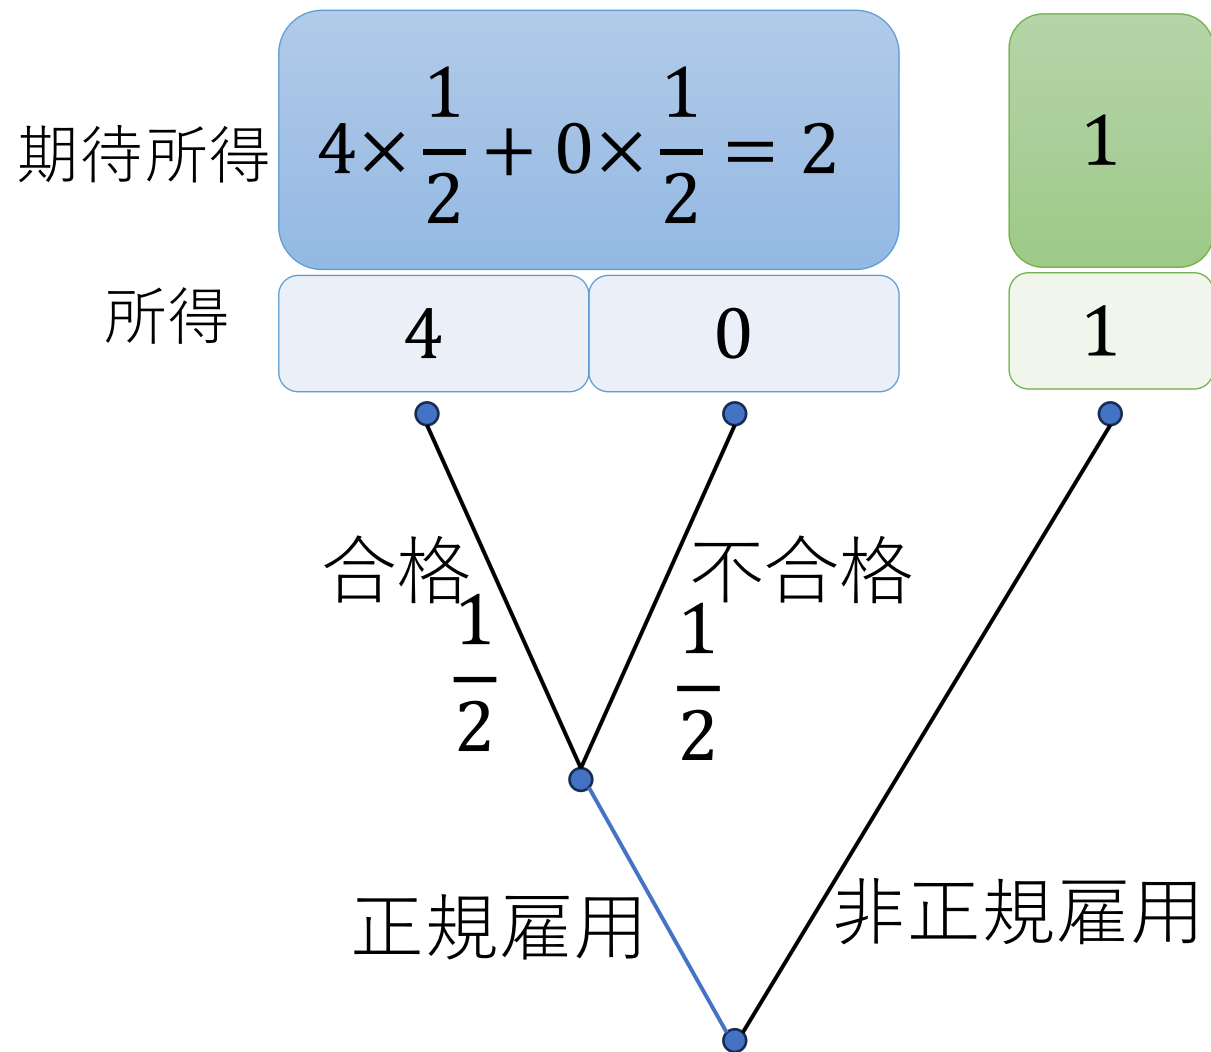 期待所得 4×1/2 + 0×1/2 = 2 1
所得 4 0 1
合格 不合格
1/2 1/2
正規雇用 非正規雇用